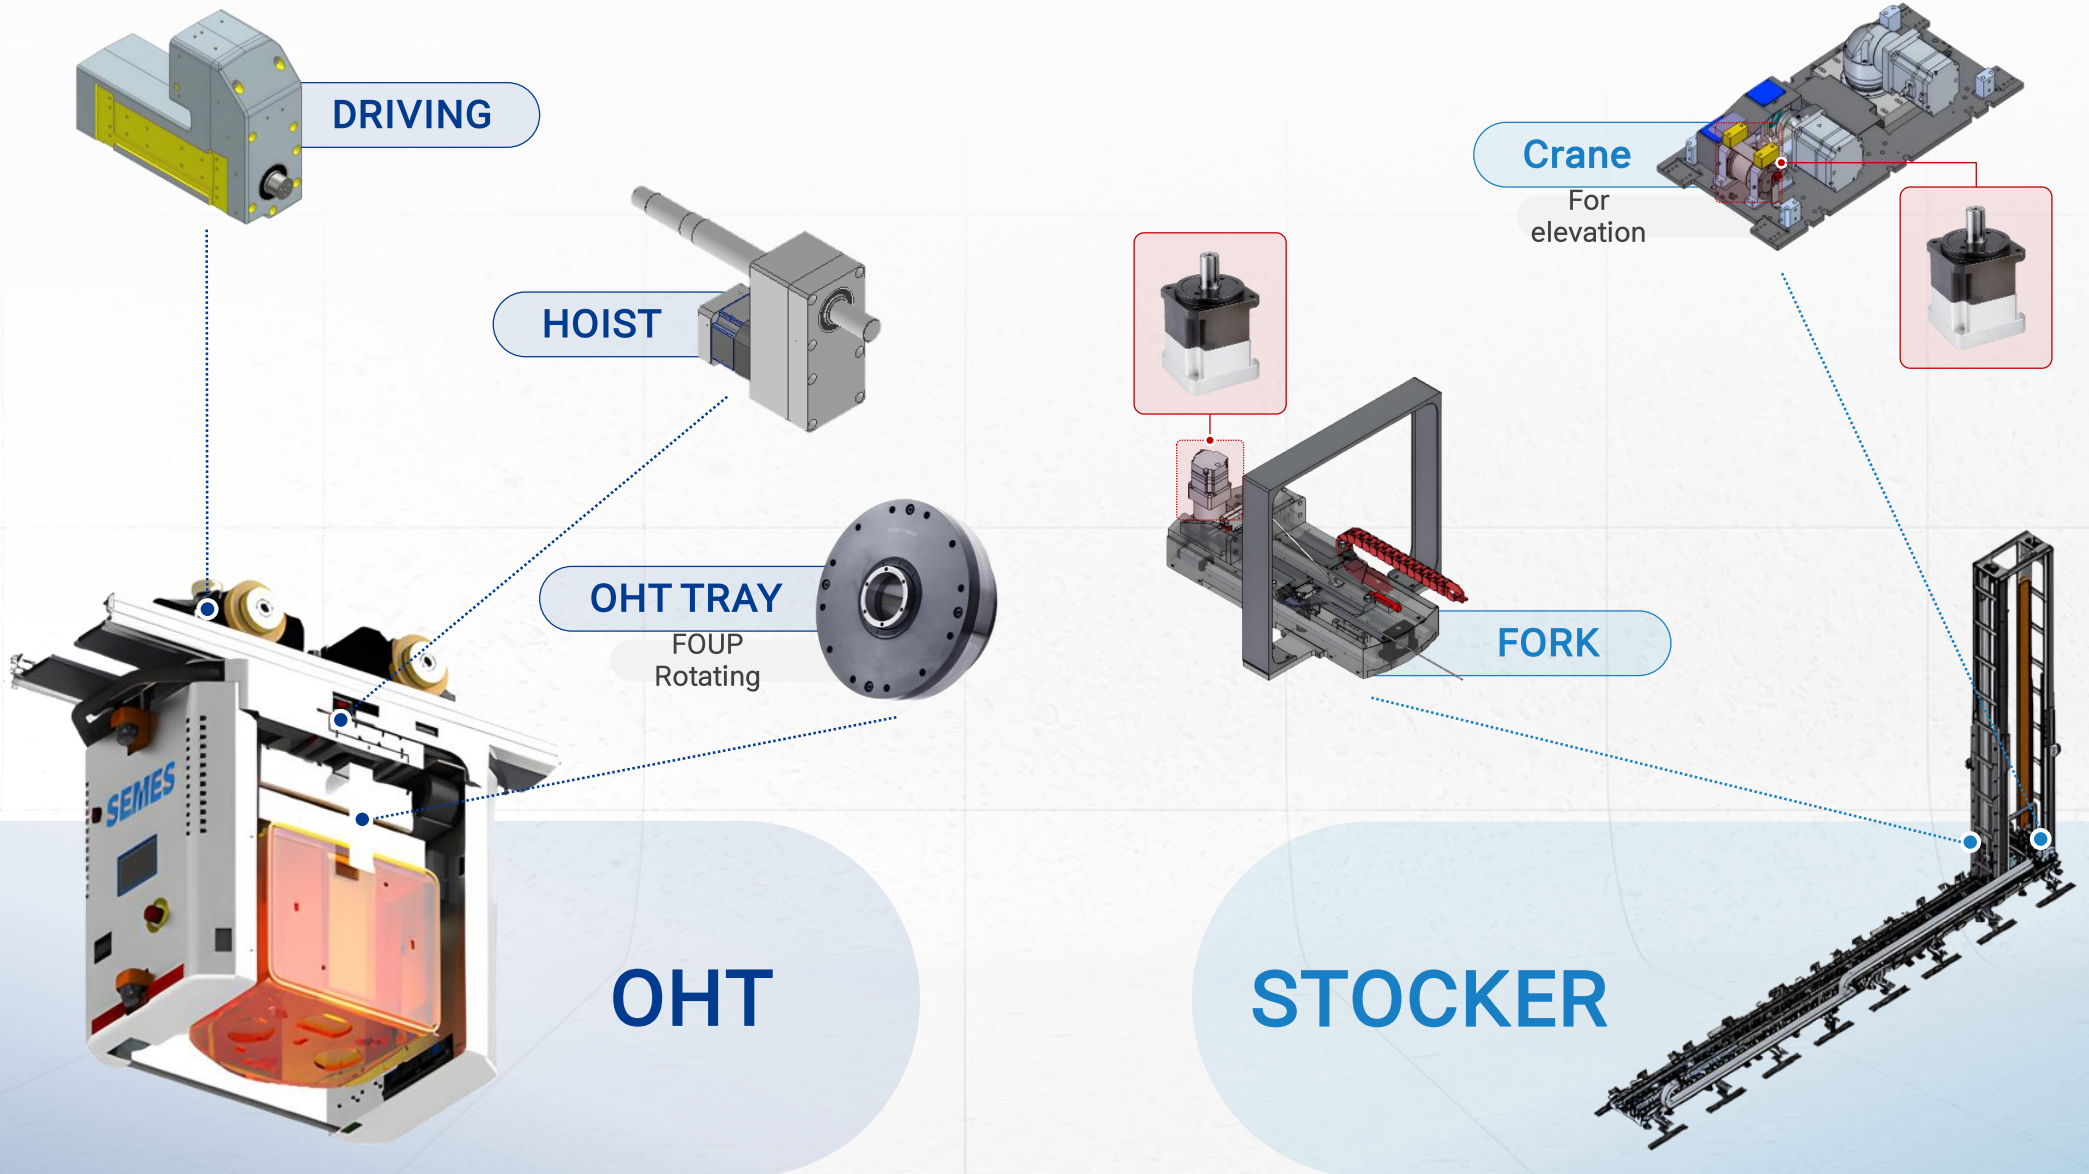 DRIVING
HOIST
OHT TRAY
FOUP
Rotating
SEMES
OHT
Crane
For
elevation
FORK
STOCKER